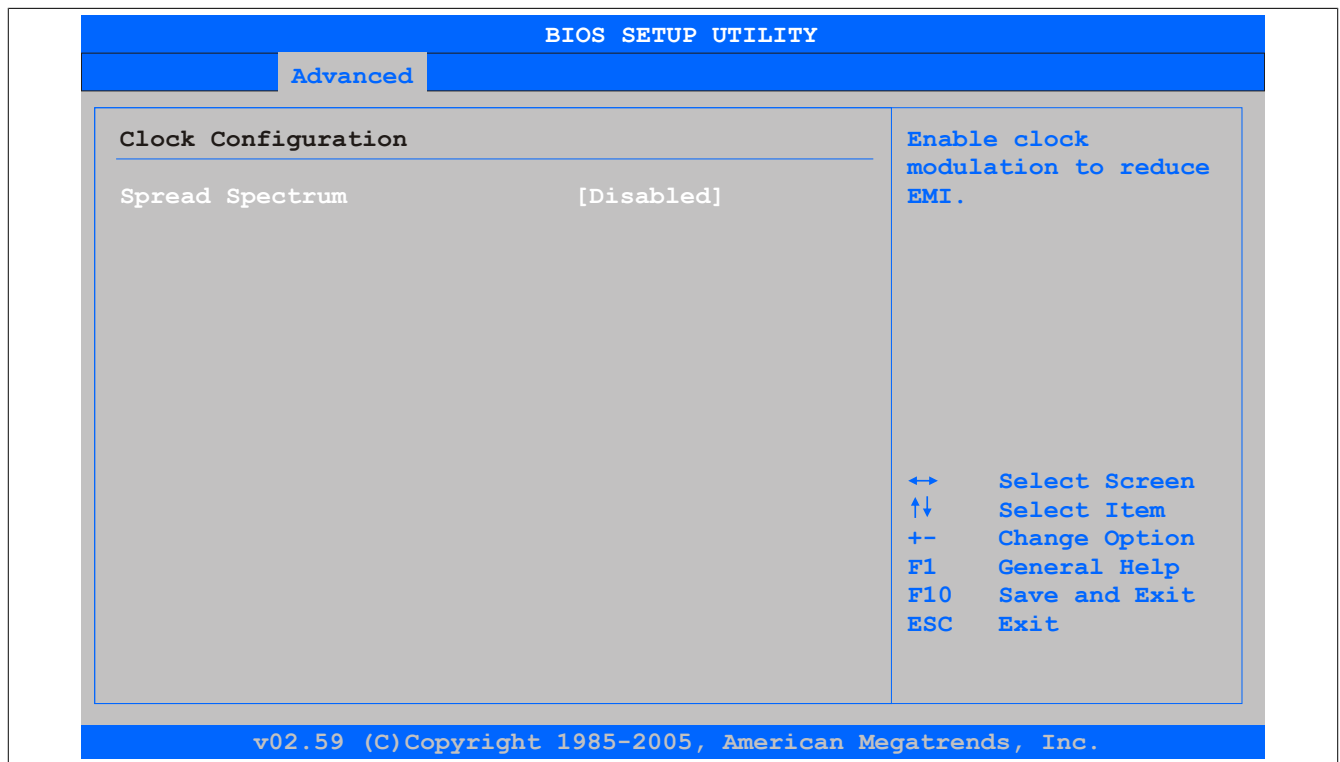 BIOS SETUP UTILITY
Advanced
Clock Configuration
Spread Spectrum [Disabled]
Enable clock
modulation to reduce
EMI.
↔ Select Screen
↑↓ Select Item
+- Change Option
F1 General Help
F10 Save and Exit
ESC Exit
v02.59 (C)Copyright 1985-2005, American Megatrends, Inc.